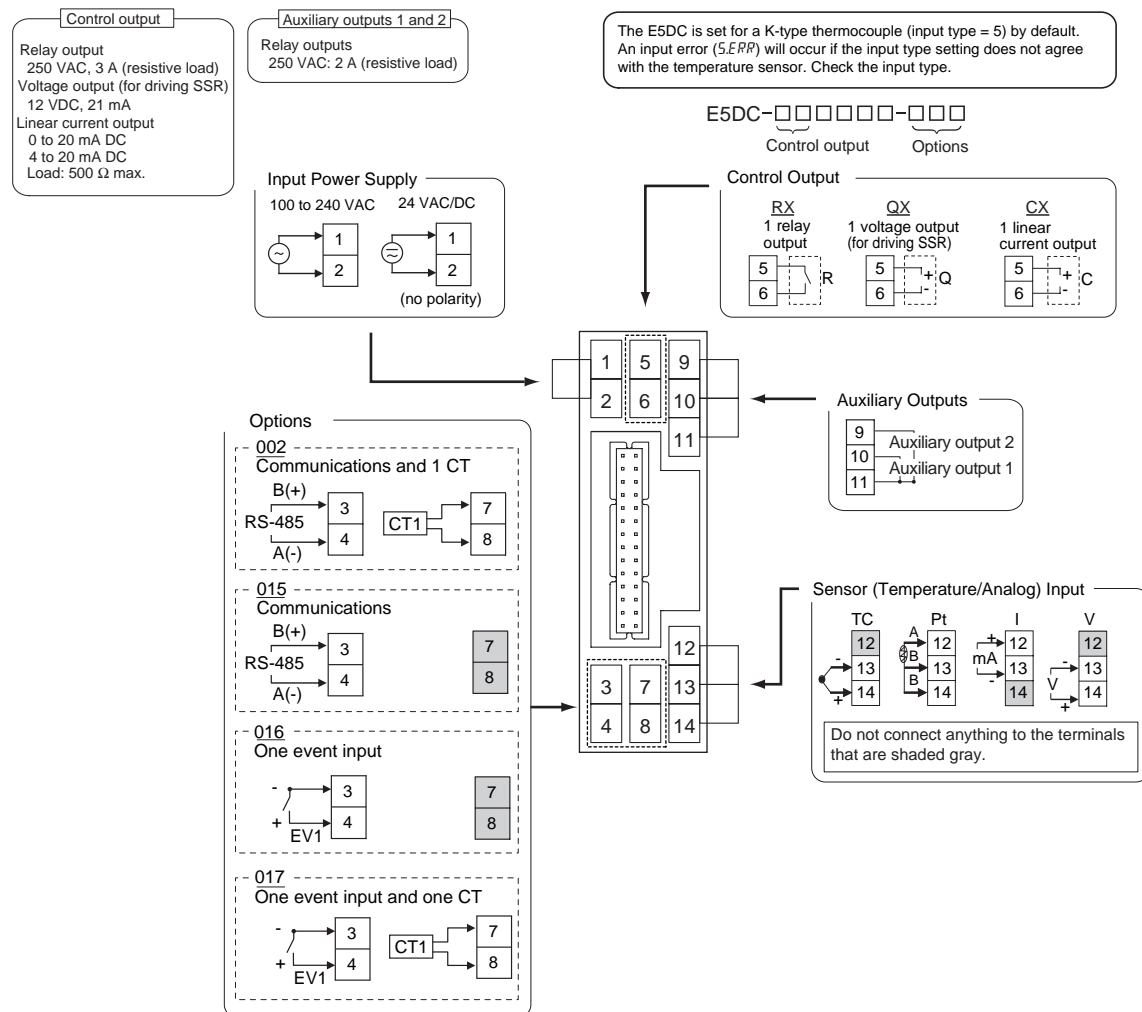 Control output
Relay output
250 VAC, 3 A (resistive load)
Voltage output (for driving SSR)
12 VDC, 21 mA
Linear current output
0 to 20 mA DC
4 to 20 mA DC
Load: 500 Ω max.
Auxiliary outputs 1 and 2
Relay outputs
250 VAC: 2 A (resistive load)
The E5DC is set for a K-type thermocouple (input type = 5) by default.
An input error (S.ERR) will occur if the input type setting does not agree
with the temperature sensor. Check the input type.
E5DC-□□□□□□-□□□
Control output
Options
Input Power Supply
100 to 240 VAC
24 VAC/DC
1
2
1
2
(no polarity)
Control Output
RX
1 relay
output
5
6
R
QX
1 voltage output
(for driving SSR)
5
6
+
-
Q
CX
1 linear
current output
5
6
+
-
C
1 5 9
2 6 10
11
12
3 7 13
4 8 14
Auxiliary Outputs
9
10
11
Auxiliary output 2
Auxiliary output 1
Options
002
Communications and 1 CT
B(+)
RS-485
A(-)
3
4
CT1
7
8
015
Communications
B(+)
RS-485
A(-)
3
4
7
8
016
One event input
-
+
EV1
3
4
7
8
017
One event input and one CT
-
+
EV1
3
4
CT1
7
8
Sensor (Temperature/Analog) Input
TC
-
+
12
13
14
Pt
A
B
B
12
13
14
I
+
mA
-
12
13
14
V
-
V
+
12
13
14
Do not connect anything to the terminals
that are shaded gray.